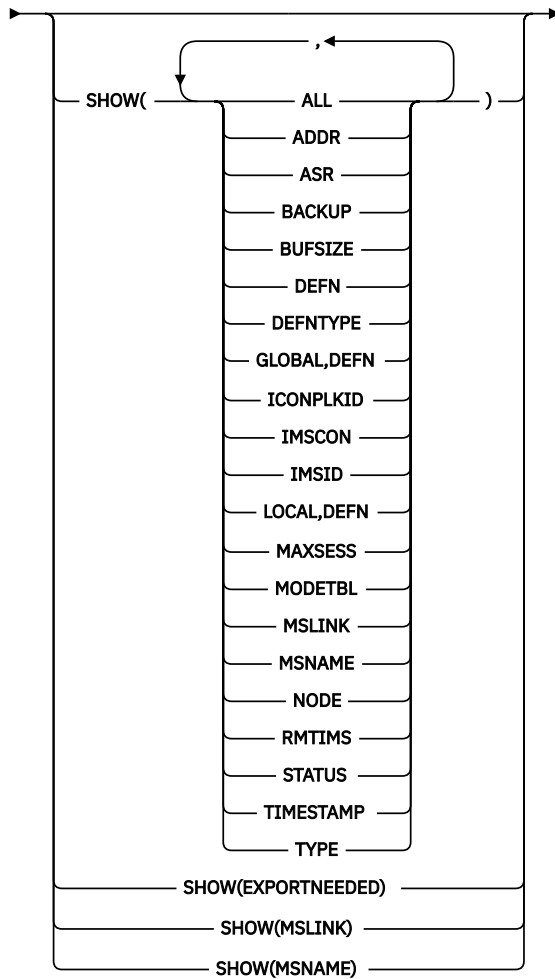 ,
SHOW( ALL )
ADDR
ASR
BACKUP
BUFSIZE
DEFN
DEFNTYPE
GLOBAL,DEFN
ICONPLKID
IMSCON
IMSID
LOCAL,DEFN
MAXSESS
MODETBL
MSLINK
MSNAME
NODE
RMTIMS
STATUS
TIMESTAMP
TYPE
SHOW(EXPORTNEEDED)
SHOW(MSLINK)
SHOW(MSNAME)